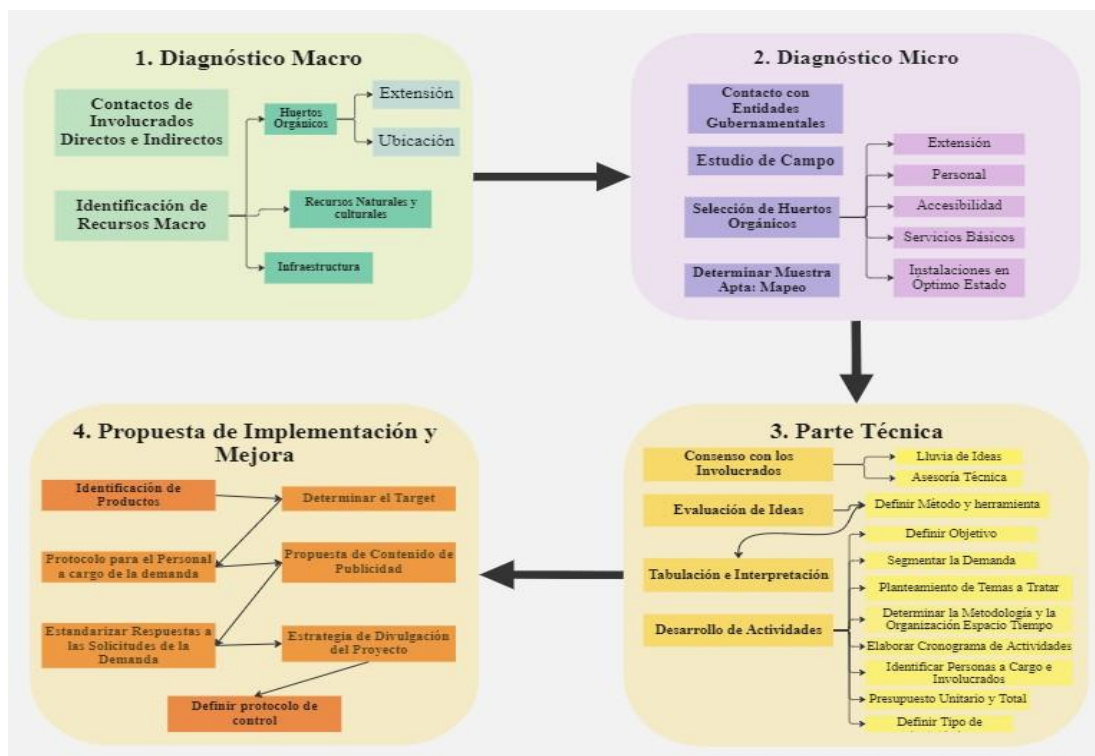 1. Diagnóstico Macro
Contactos de
Involucrados
Directos e Indirectos
Identificación de
Recursos Macro
Huertos
Orgánicos
Extensión
Ubicación
Recursos Naturales y
culturales
Infraestructura
2. Diagnóstico Micro
Contacto con
Entidades
Gubernamentales
Estudio de Campo
Selección de Huertos
Orgánicos
Determinar Muestra
Apta: Mapeo
Extensión
Personal
Accesibilidad
Servicios Básicos
Instalaciones en
Óptimo Estado
3. Parte Técnica
Consenso con los
Involucrados
Lluvia de Ideas
Asesoría Técnica
Evaluación de Ideas
Definir Método y herramienta
Tabulación e Interpretación
Desarrollo de Actividades
Definir Objetivo
Segmentar la Demanda
Planteamiento de Temas a Tratar
Determinar la Metodología y la
Organización Espacio Tiempo
Elaborar Cronograma de Actividades
Identificar Personas a Cargo e
Involucrados
Presupuesto Unitario y Total
Definir Tipo de
4. Propuesta de Implementación y
Mejora
Identificación de
Productos
Determinar el Target
Protocolo para el Personal
a cargo de la demanda
Propuesta de Contenido de
Publicidad
Estandarizar Respuestas a
las Solicitudes de la
Demanda
Estrategia de Divulgación
del Proyecto
Definir protocolo de
control